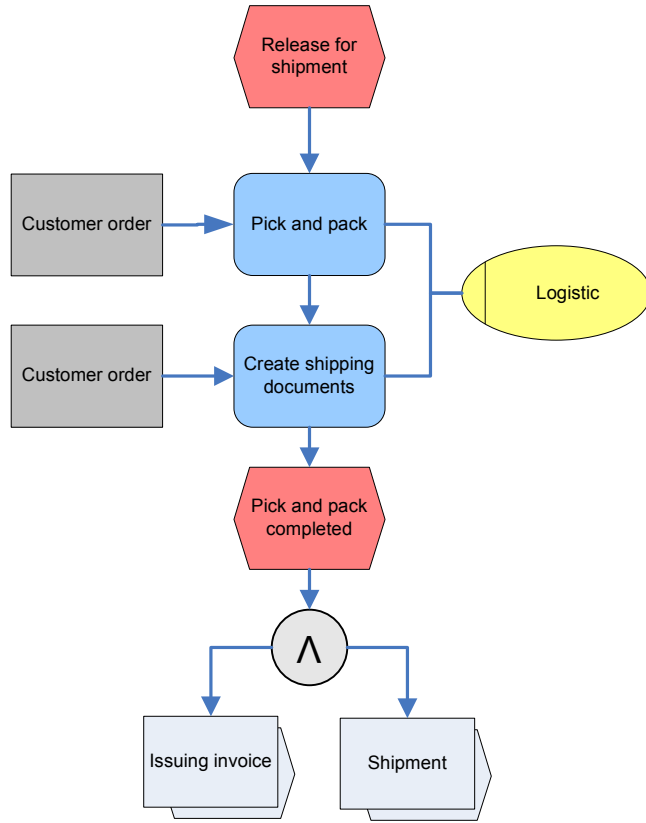 Release for
shipment
Customer order
Pick and pack
Logistic
Customer order
Create shipping
documents
Pick and pack
completed
Λ
Issuing invoice
Shipment